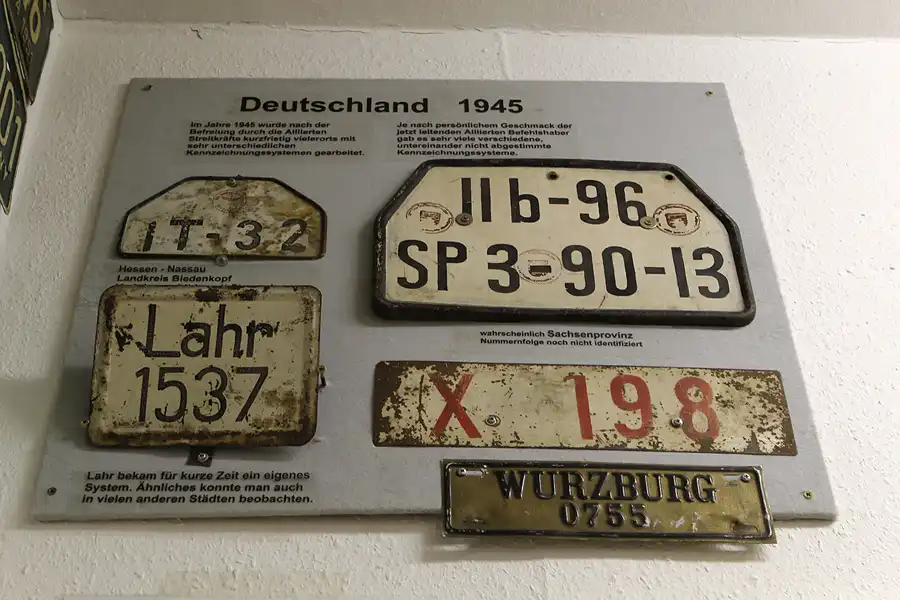 Deutschland 1945
Im Jahre 1945 wurde nach der
Befreiung durch die Alliierten
Streitkräfte kurzfristig vielerorts mit
sehr unterschiedlichen
Kennzeichnungssystemen gearbeitet.
Je nach persönlichem Geschmack der
jetzt leitenden Alliierten Befehlshaber
gab es sehr viele verschiedene,
untereinander nicht abgestimmte
Kennzeichnungssysteme.
IT-32
Hessen - Nassau
Landkreis Biedenkopf
IIb-96
SP 3 90-13
wahrscheinlich Sachsenprovinz
Nummernfolge noch nicht identifiziert
Lahr
1537
Lahr bekam für kurze Zeit ein eigenes
System. Ähnliches konnte man auch
in vielen anderen Städten beobachten.
X 198
WURZBURG
0755